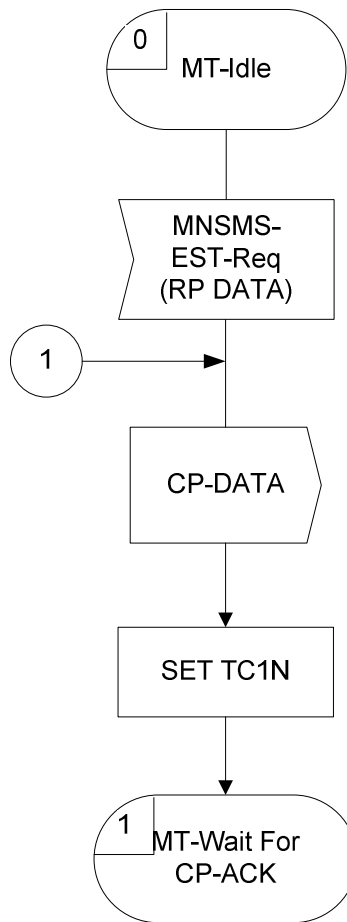 0
MT-Idle
MNSMS-
EST-Req
(RP DATA)
1
CP-DATA
SET TC1N
1
MT-Wait For
CP-ACK